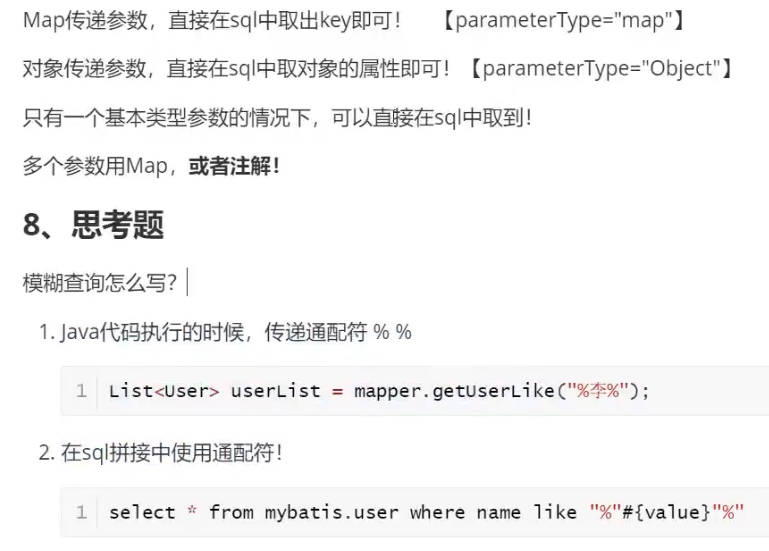 Map传递参数，直接在sql中取出key即可！ 【parameterType="map"】
对象传递参数，直接在sql中取对象的属性即可！【parameterType="Object"】
只有一个基本类型参数的情况下，可以直接在sql中取到！
多个参数用Map，或者注解！
8、思考题
模糊查询怎么写？
1. Java代码执行的时候，传递通配符 % %
1 List<User> userList = mapper.getUserLike("%李%");
2. 在sql拼接中使用通配符！
1 select * from mybatis.user where name like "%"#{value}"%"